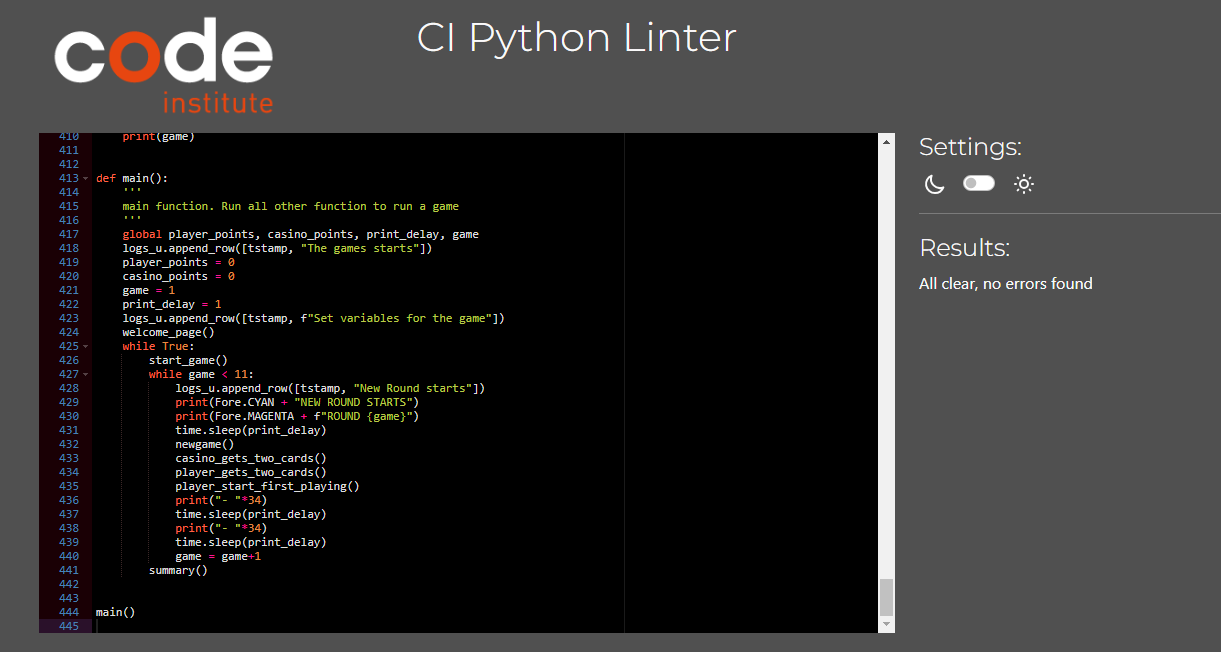 code
institute
CI Python Linter
410 print(game)
411
412
413 def main():
414 '''
415 main function. Run all other function to run a game
416 '''
417 global player_points, casino_points, print_delay, game
418 logs_u.append_row([tstamp, "The games starts"])
419 player_points = 0
420 casino_points = 0
421 game = 1
422 print_delay = 1
423 logs_u.append_row([tstamp, f"Set variables for the game"])
424 welcome_page()
425 while True:
426 start_game()
427 while game < 11:
428 logs_u.append_row([tstamp, "New Round starts"])
429 print(Fore.CYAN + "NEW ROUND STARTS")
430 print(Fore.MAGENTA + f"ROUND {game}")
431 time.sleep(print_delay)
432 newgame()
433 casino_gets_two_cards()
434 player_gets_two_cards()
435 player_start_first_playing()
436 print("- "*34)
437 time.sleep(print_delay)
438 print("- "*34)
439 time.sleep(print_delay)
440 game = game+1
441 summary()
442
443
444 main()
445
Settings:
Results:
All clear, no errors found